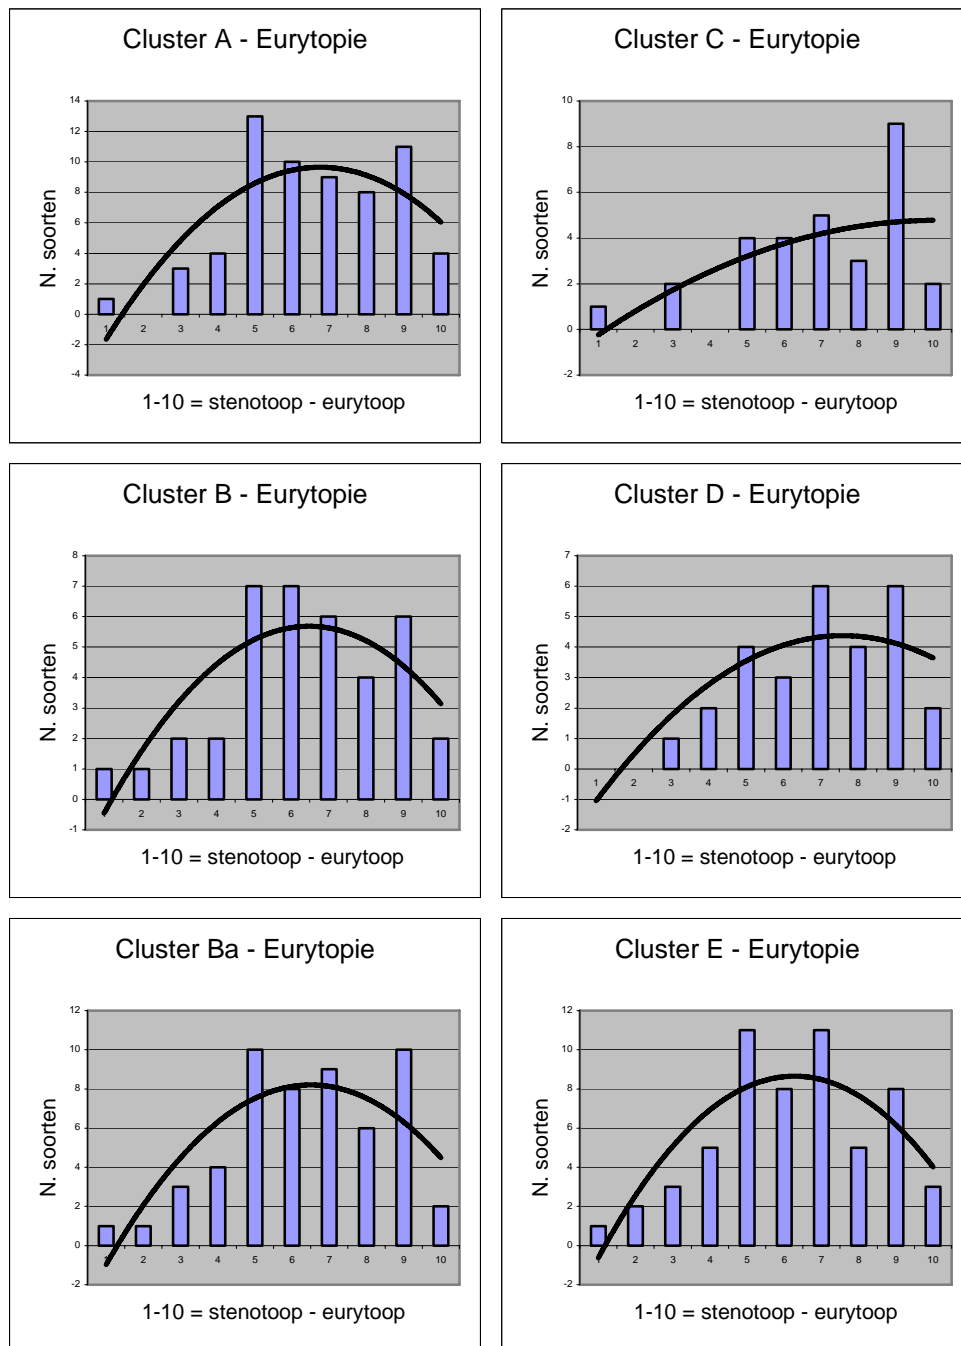 Cluster A - Eurytopie
14
12
10
8
6
4
2
0
-2
-4
N. soorten
1 2 3 4 5 6 7 8 9 10
1-10 = stenotoop - eurytoop
Cluster C - Eurytopie
10
8
6
4
2
0
-2
N. soorten
1 2 3 4 5 6 7 8 9 10
1-10 = stenotoop - eurytoop
Cluster B - Eurytopie
8
7
6
5
4
3
2
1
0
-1
N. soorten
2 3 4 5 6 7 8 9 10
1-10 = stenotoop - eurytoop
Cluster D - Eurytopie
7
6
5
4
3
2
1
0
-1
-2
N. soorten
1 2 3 4 5 6 7 8 9 10
1-10 = stenotoop - eurytoop
Cluster Ba - Eurytopie
12
10
8
6
4
2
0
-2
N. soorten
1 2 3 4 5 6 7 8 9 10
1-10 = stenotoop - eurytoop
Cluster E - Eurytopie
12
10
8
6
4
2
0
-2
N. soorten
1 2 3 4 5 6 7 8 9 10
1-10 = stenotoop - eurytoop